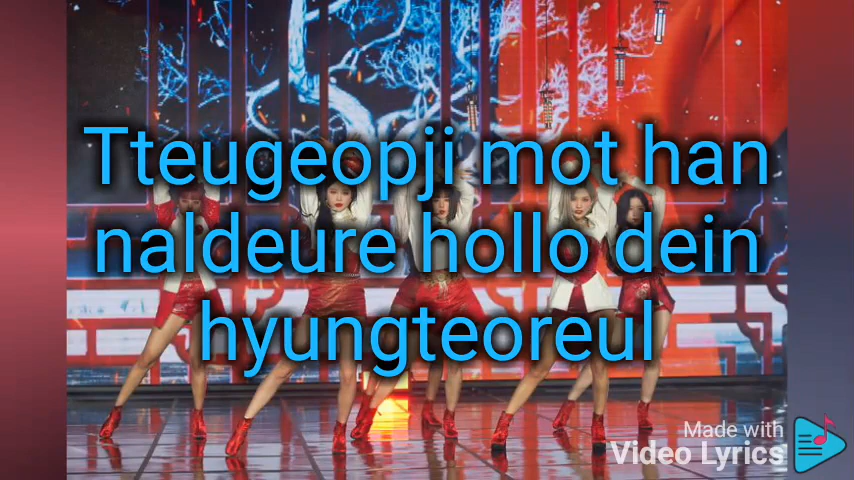 Tteugeopji mot han
naldeure hollo dein
hyungteoreul
Made with
Video Lyrics